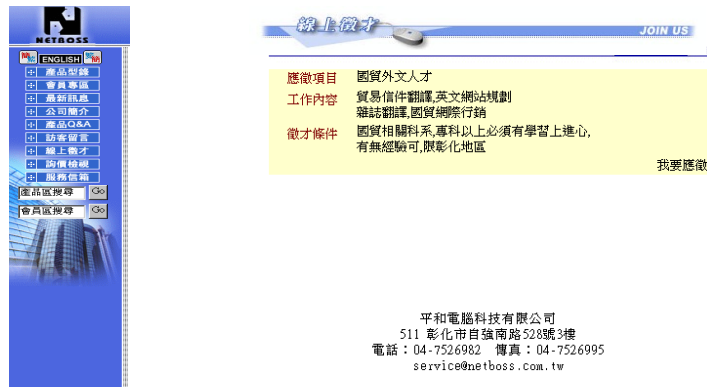 NETBOSS
ENGLISH
產品型錄
會員專區
最新訊息
公司簡介
產品Q&A
訪客留言
線上徵才
詢價檢視
服務信箱
產品區搜尋 Go
會員區搜尋 Go
線上徵才
JOIN US
應徵項目 國貿外文人才
工作內容 貿易信件翻譯,英文網站規劃
雜誌翻譯,國貿網際行銷
徵才條件 國貿相關科系,專科以上必須有學習上進心,
有無經驗可,限彰化地區
我要應徵
平和電腦科技有限公司
511 彰化市自強南路528號3樓
電話：04-7526982 傳真：04-7526995
service@netboss.com.tw